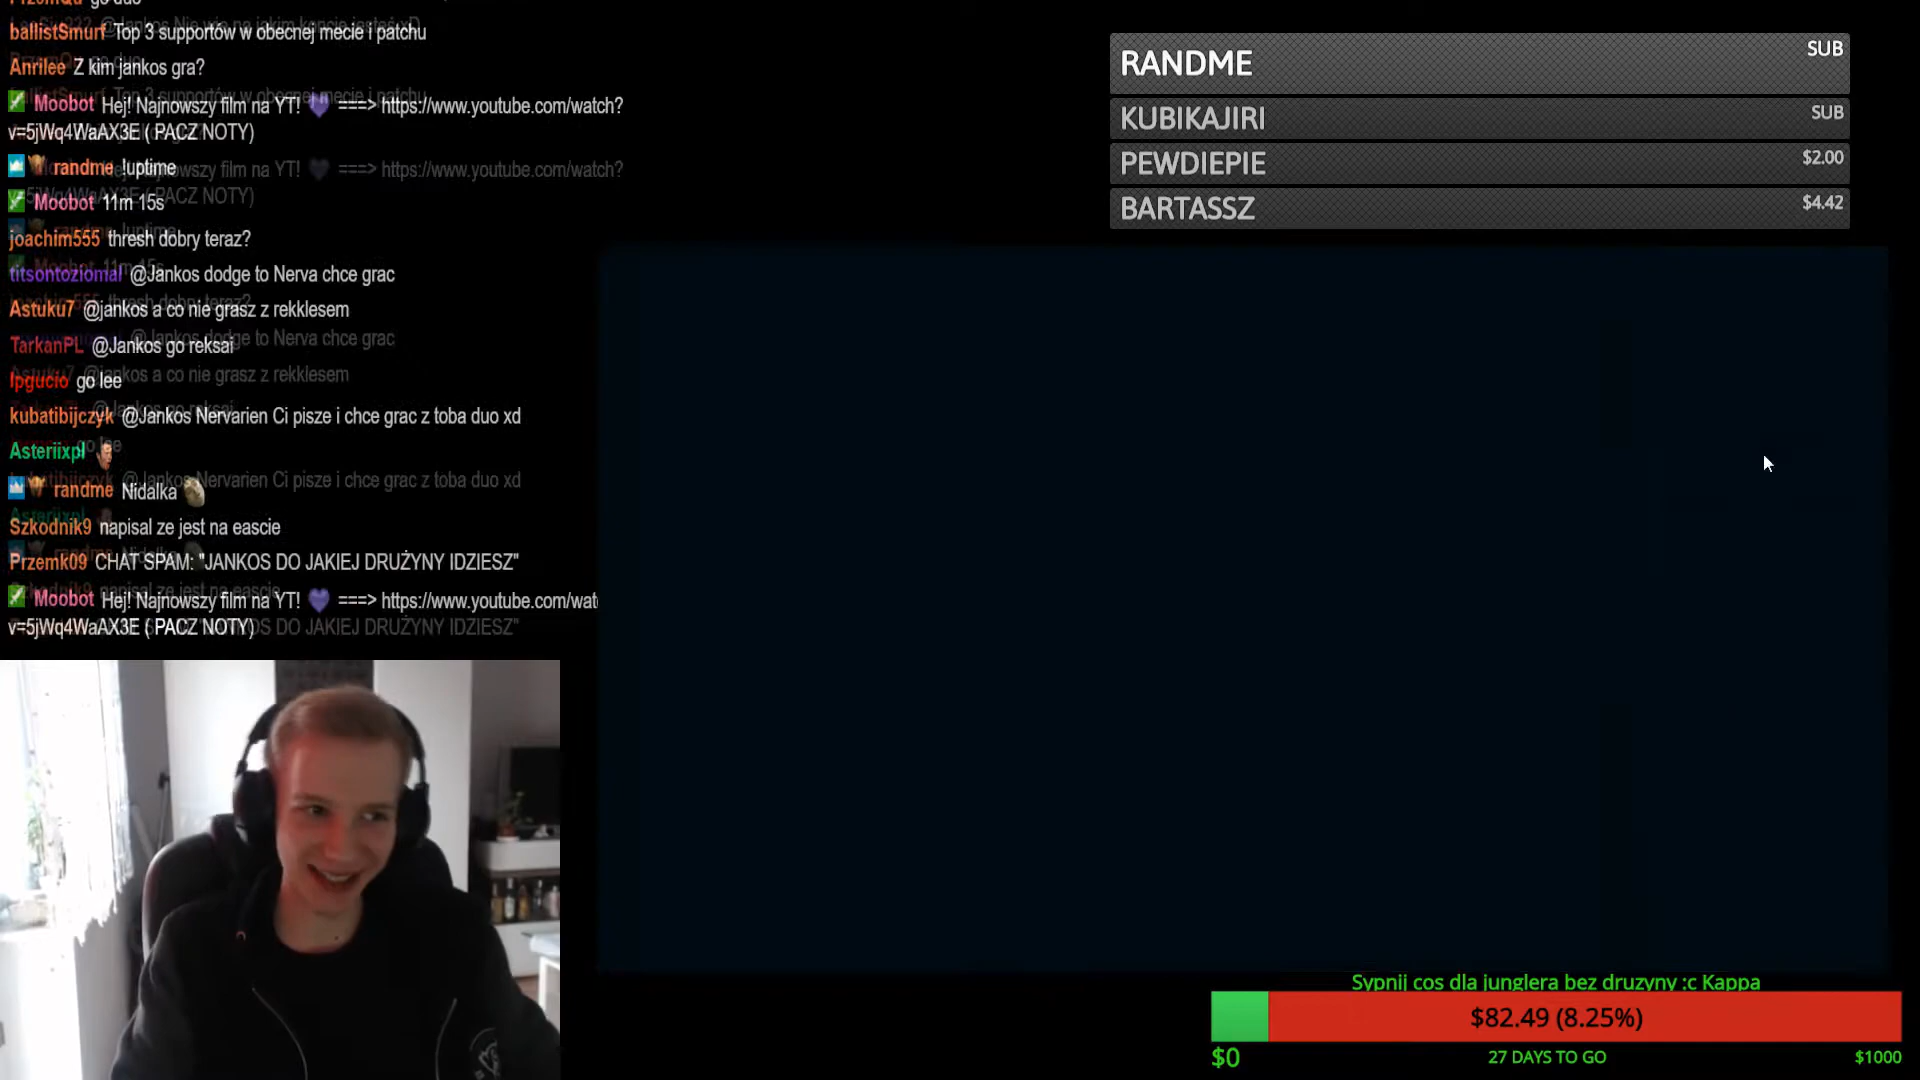 ballistSmurf Top 3 supportów w obecnej mecie i patchu
Anrilee Z kim jankos gra?
Moobot Hej! Najnowszy film na YT! ===> https://www.youtube.com/watch?
v=5jWq4WaAX3E ( PACZ NOTY)
randme !uptime
Moobot 11m 15s
joachim555 thresh dobry teraz?
titsontoziomal @Jankos dodge to Nerva chce grac
Astuku7 @jankos a co nie grasz z rekklesem
TarkanPL @Jankos go reksai
lpgucio go lee
kubatibijczyk @Jankos Nervarien Ci pisze i chce grac z toba duo xd
Asteriixpl
randme Nidalka
Szkodnik9 napisal ze jest na eascie
Przemk09 CHAT SPAM: "JANKOS DO JAKIEJ DRUŻYNY IDZIESZ"
Moobot Hej! Najnowszy film na YT! ===> https://www.youtube.com/wat
v=5jWq4WaAX3E ( PACZ NOTY)
RANDME SUB
KUBIKAJIRI SUB
PEWDIEPIE $2.00
BARTASSZ $4.42
Sypnij cos dla junglera bez druzyny :c Kappa
$82.49 (8.25%)
$0 27 DAYS TO GO $1000